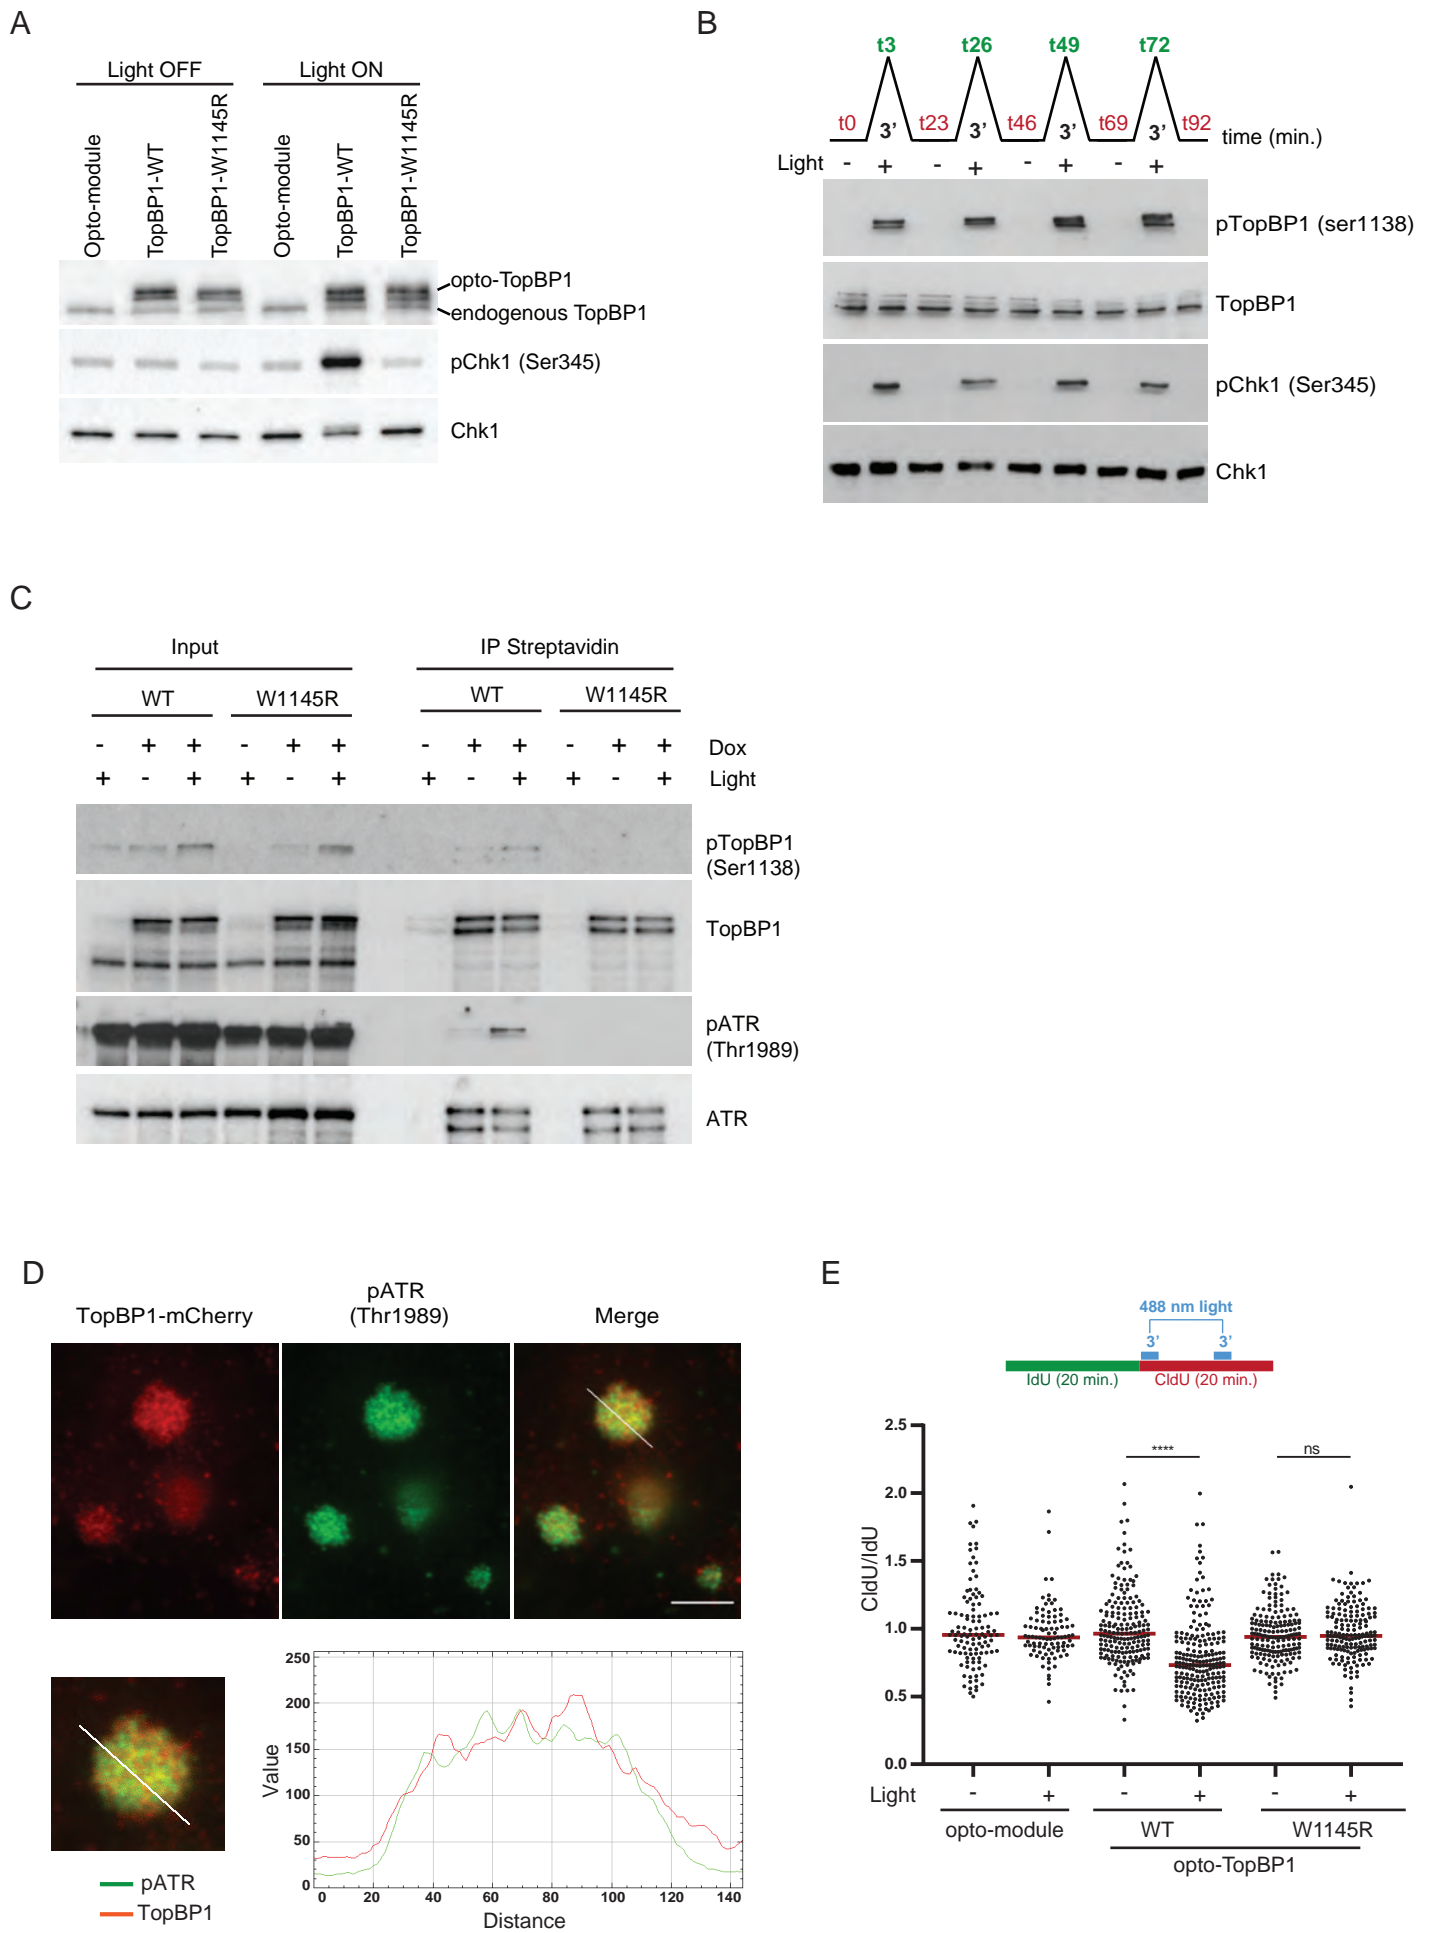 A
Light OFF
Light ON
Opto-module
TopBP1-WT
TopBP1-W1145R
Opto-module
TopBP1-WT
TopBP1-W1145R
opto-TopBP1
endogenous TopBP1
pChk1 (Ser345)
Chk1
B
t3 t26 t49 t72
t0 3' t23 3' t46 3' t69 3' t92
time (min.)
Light - + - + - + - +
pTopBP1 (ser1138)
TopBP1
pChk1 (Ser345)
Chk1
C
Input IP Streptavidin
WT W1145R WT W1145R
- + + - + + - + + - + + Dox
+ - + + - + + - + + - + Light
pTopBP1
(Ser1138)
TopBP1
pATR
(Thr1989)
ATR
D
TopBP1-mCherry
pATR
(Thr1989)
Merge
pATR
TopBP1
Value
250
200
150
100
50
0
0 20 40 60 80 100 120 140
Distance
E
488 nm light
3' 3'
IdU (20 min.) CldU (20 min.)
CldU/IdU
2.5
2.0
1.5
1.0
0.5
0.0
**** ns
Light - + - + - +
opto-module WT W1145R
opto-TopBP1